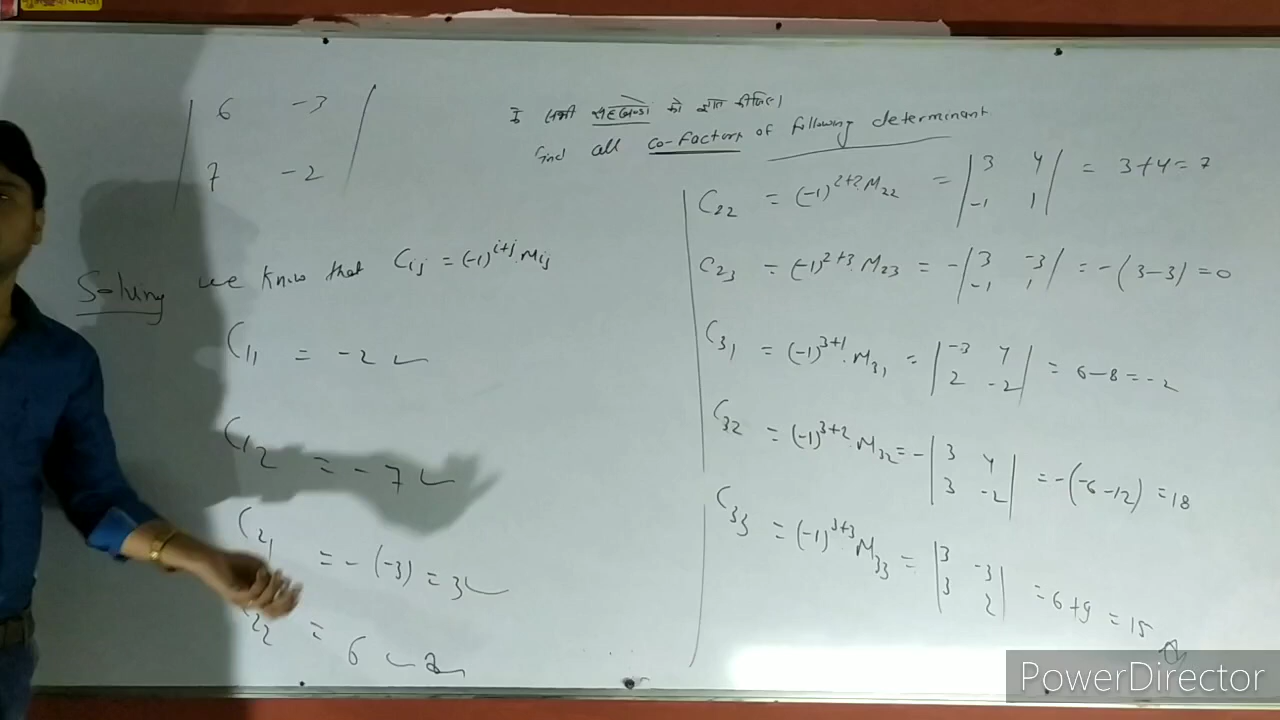 6 -3
7 -2
के सभी सहखण्डों को ज्ञात कीजिए।
Find all co-factors of following determinant
Solving we know that Cij = (-1)^{i+j} Mij
C11 = -2
C12 = -7
C21 = -(-3) = 3
C22 = 6
C22 = (-1)^{2+2} M22 = |3 4; -1 1| = 3+4 = 7
C23 = (-1)^{2+3} M23 = -|3 -3; -1 1| = -(3-3) = 0
C31 = (-1)^{3+1} M31 = |-3 4; 2 -2| = 6-8 = -2
C32 = (-1)^{3+2} M32 = -|3 4; 3 -2| = -(-6-12) = 18
C33 = (-1)^{3+3} M33 = |3 -3; 3 2| = 6+9 = 15
PowerDirector